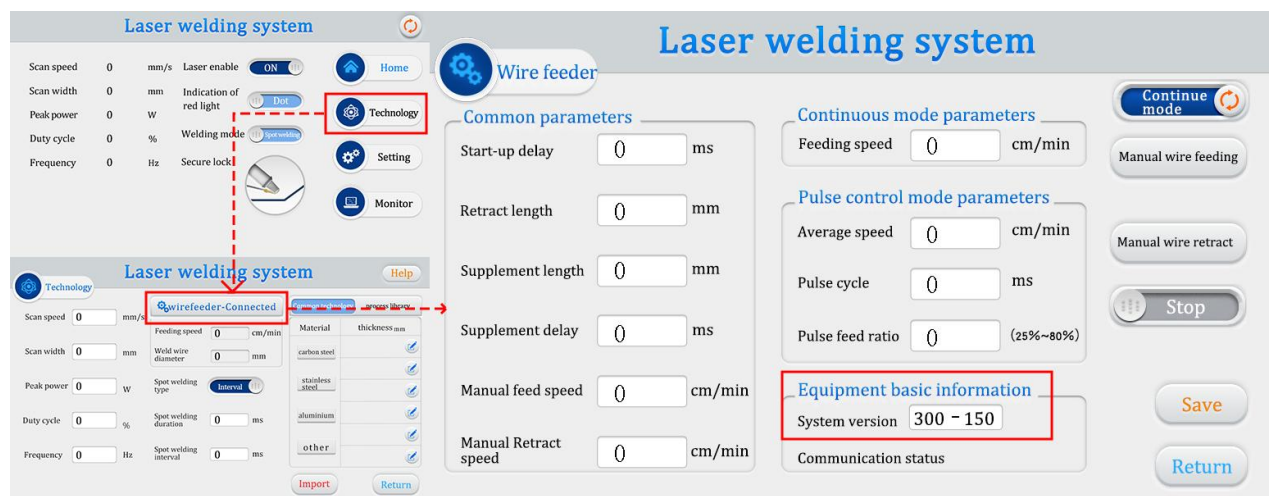 Laser welding system
Scan speed 0 mm/s Laser enable ON Home
Scan width 0 mm Indication of red light Dot
Peak power 0 W Technology
Duty cycle 0 % Welding mode Spot welding
Frequency 0 Hz Secure lock Setting
Monitor
Laser welding system Help
Technology
wirefeeder-Connected Common technology process library
Scan speed 0 mm/s Feeding speed 0 cm/min Material thickness mm
Scan width 0 mm Weld wire diameter 0 mm carbon steel
Peak power 0 W Spot welding type Interval stainless steel
Duty cycle 0 % Spot welding duration 0 ms aluminium
Frequency 0 Hz Spot welding interval 0 ms other
Import Return
Laser welding system
Wire feeder
Common parameters
Start-up delay 0 ms
Retract length 0 mm
Supplement length 0 mm
Supplement delay 0 ms
Manual feed speed 0 cm/min
Manual Retract speed 0 cm/min
Continuous mode parameters
Feeding speed 0 cm/min
Pulse control mode parameters
Average speed 0 cm/min
Pulse cycle 0 ms
Pulse feed ratio 0 (25%~80%)
Equipment basic information
System version 300 - 150
Communication status
Continue mode
Manual wire feeding
Manual wire retract
Stop
Save
Return